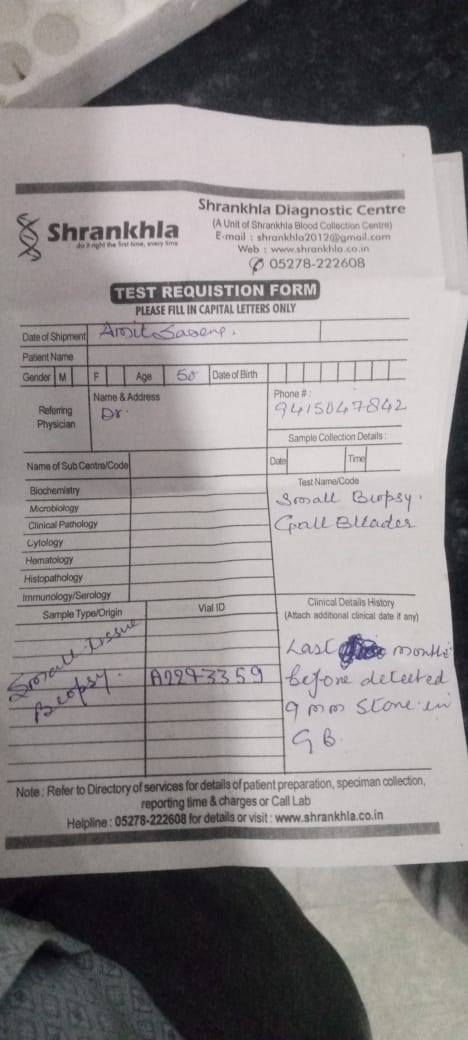 Shrankhla
do it right the first time, every time
Shrankhla Diagnostic Centre
(A Unit of Shrankhla Blood Collection Centre)
E-mail : shrankhla2012@gmail.com
Web : www.shrankhla.co.in
05278-222608
TEST REQUISTION FORM
PLEASE FILL IN CAPITAL LETTERS ONLY
Date of Shipment Amit
Patient Name
Gender M F Age 50 Date of Birth
Referring Physician
Name & Address
Dr.
Phone # :
9415047842
Sample Collection Details :
Name of Sub Centre/Code
Date Time
Biochemistry
Microbiology
Clinical Pathology
Cytology
Hematology
Histopathology
Immunology/Serology
Test Name/Code
Small Biopsy.
Gall Bllader
Sample Type/Origin
Small Tissue
Beopsy.
Vial ID
A2273359
Clinical Details History
(Attach additional clinical date if any)
Last months
before detected
9 mm Stone in
GB.
Note : Refer to Directory of services for details of patient preparation, speciman collection,
reporting time & charges or Call Lab
Helpline : 05278-222608 for details or visit : www.shrankhla.co.in